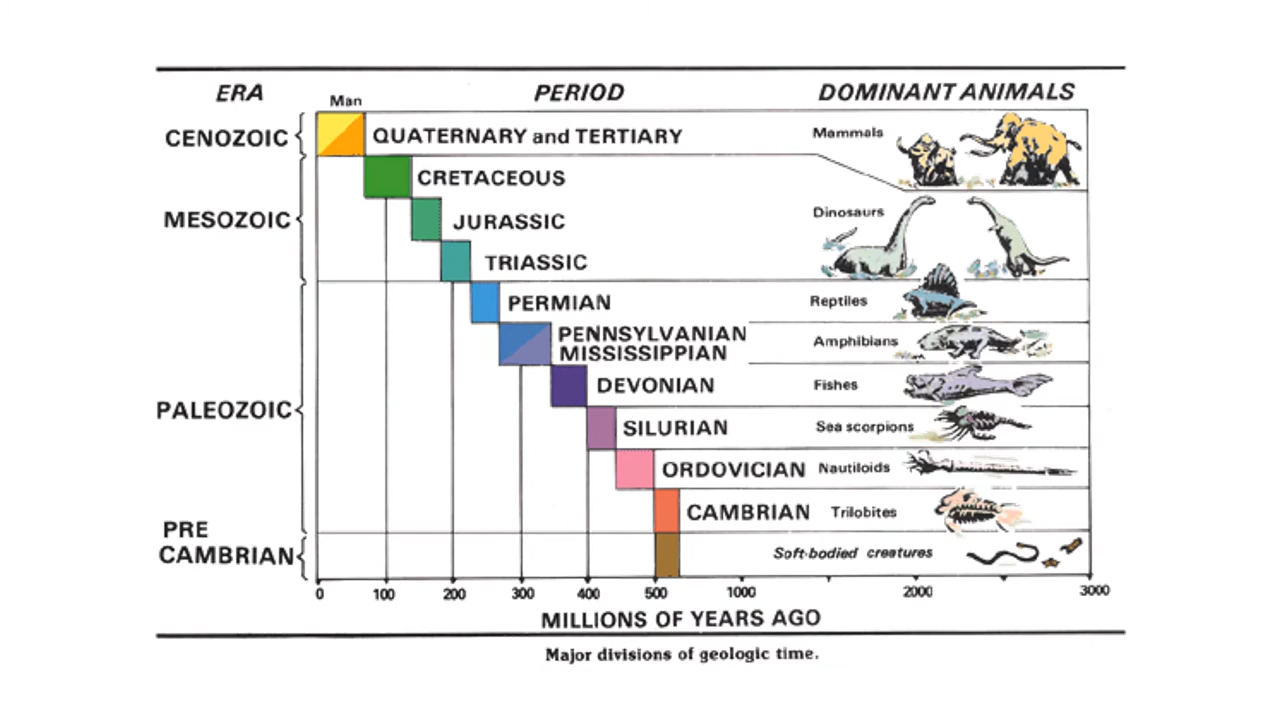 ERA PERIOD DOMINANT ANIMALS
Man
CENOZOIC QUATERNARY and TERTIARY Mammals
CRETACEOUS
MESOZOIC JURASSIC Dinosaurs
TRIASSIC
PERMIAN Reptiles
PENNSYLVANIAN
MISSISSIPPIAN Amphibians
DEVONIAN Fishes
PALEOZOIC
SILURIAN Sea scorpions
ORDOVICIAN Nautiloids
CAMBRIAN Trilobites
PRE
CAMBRIAN Soft-bodied creatures
0 100 200 300 400 500 1000 2000 3000
MILLIONS OF YEARS AGO
Major divisions of geologic time.